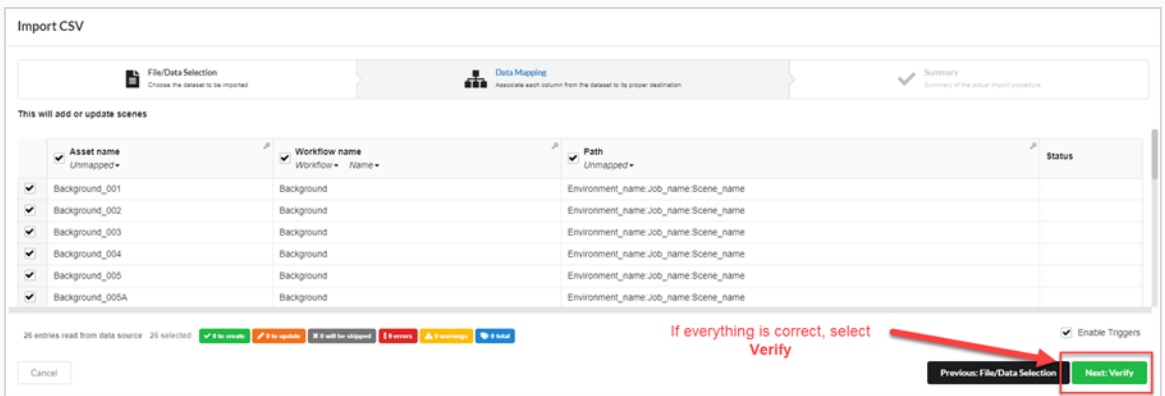 Import CSV
File/Data Selection
Choose the dataset to be imported
Data Mapping
Associate each column from the dataset to its proper destination
Summary
Summary of the actual import procedure
This will add or update scenes
Asset name
Unmapped
Workflow name
Workflow Name
Path
Unmapped
Status
Background_001 Background Environment_name:Job_name:Scene_name
Background_002 Background Environment_name:Job_name:Scene_name
Background_003 Background Environment_name:Job_name:Scene_name
Background_004 Background Environment_name:Job_name:Scene_name
Background_005 Background Environment_name:Job_name:Scene_name
Background_005A Background Environment_name:Job_name:Scene_name
26 entries read from data source 26 selected 0 to create 0 to update 0 will be skipped 0 errors 0 warnings 0 total
If everything is correct, select
Verify
Enable Triggers
Cancel
Previous: File/Data Selection
Next: Verify